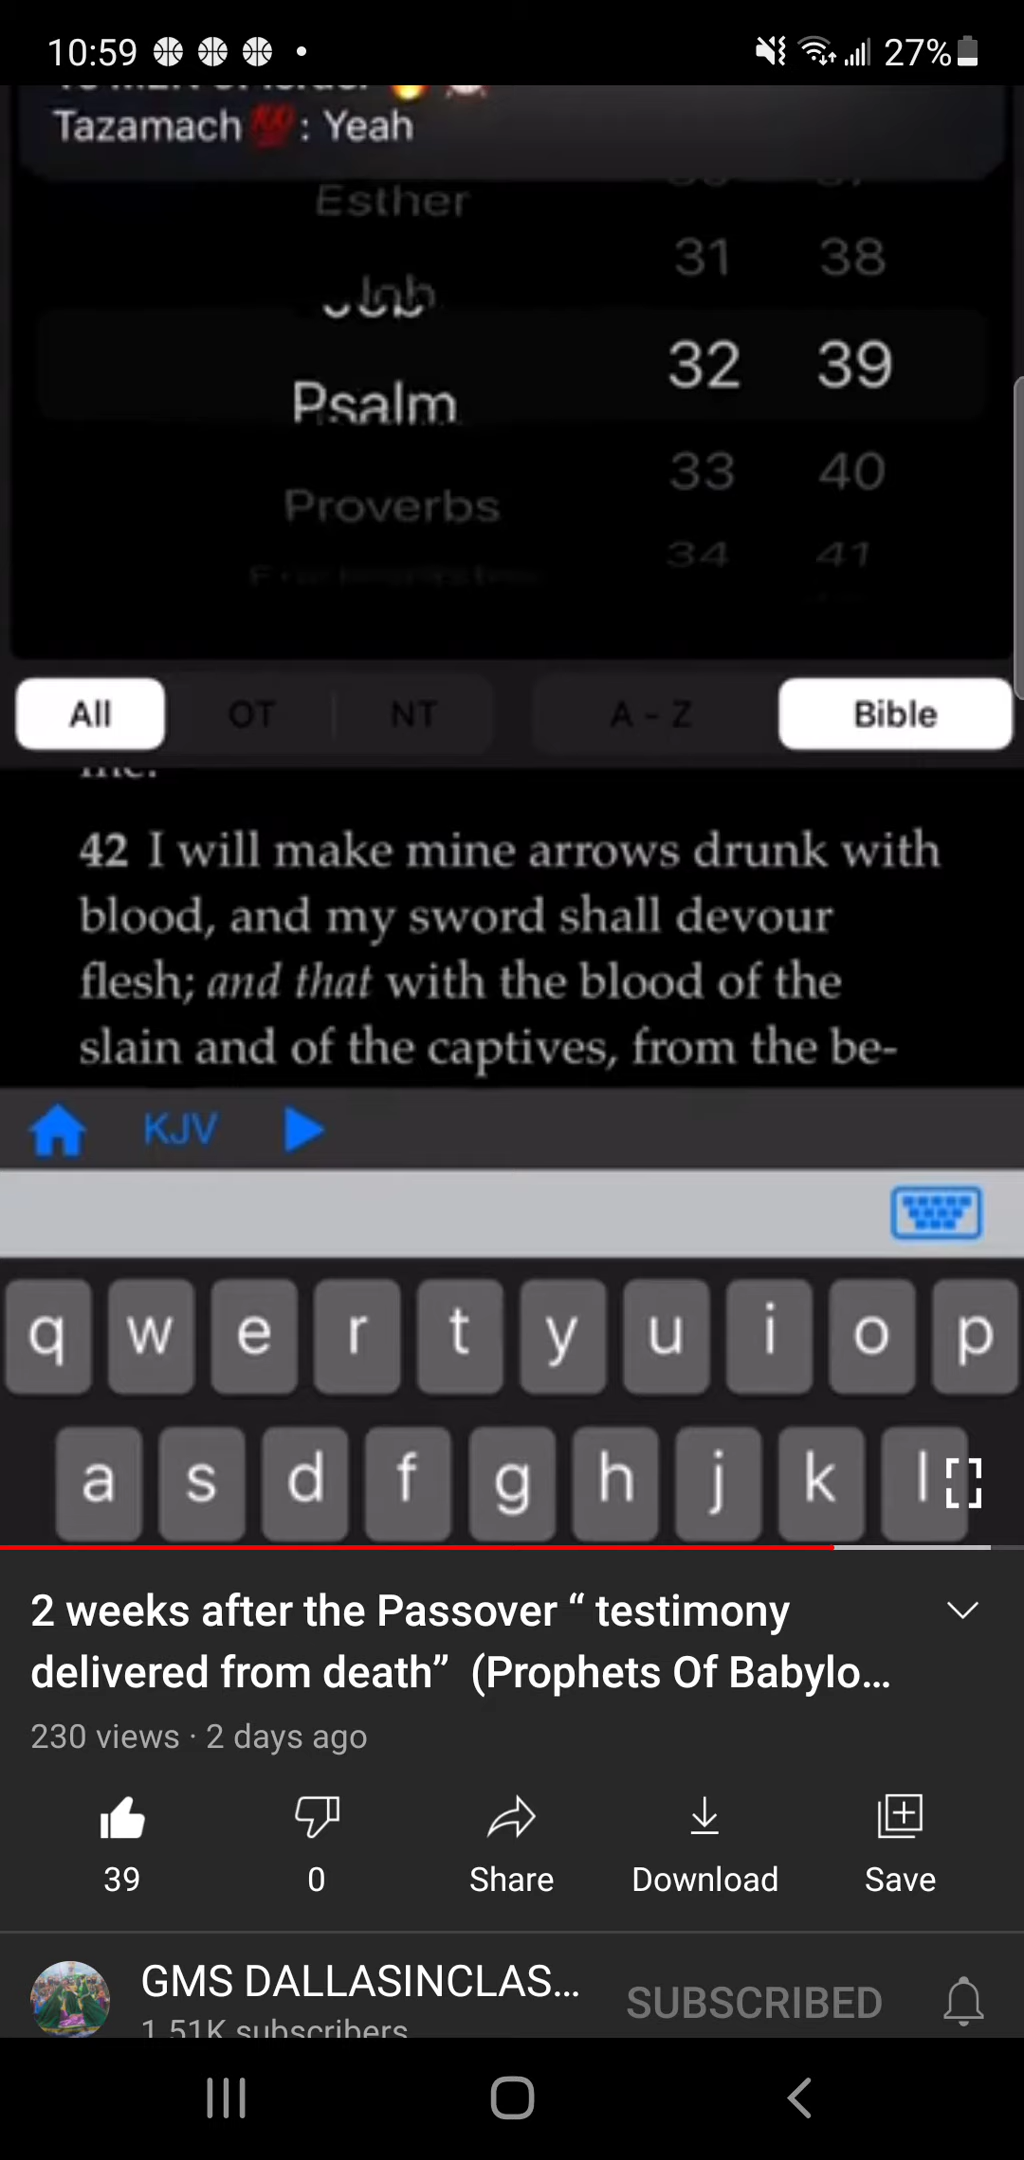 10:59 27%
Tazamach💯: Yeah
Esther
31 38
Job
32 39
Psalm
33 40
Proverbs
34 41
All OT NT A - Z Bible
me.
42 I will make mine arrows drunk with
blood, and my sword shall devour
flesh; and that with the blood of the
slain and of the captives, from the be-
KJV
q w e r t y u i o p
a s d f g h j k l
2 weeks after the Passover “ testimony
delivered from death” (Prophets Of Babylo...
230 views · 2 days ago
39 0 Share Download Save
GMS DALLASINCLAS... SUBSCRIBED
1.51K subscribers